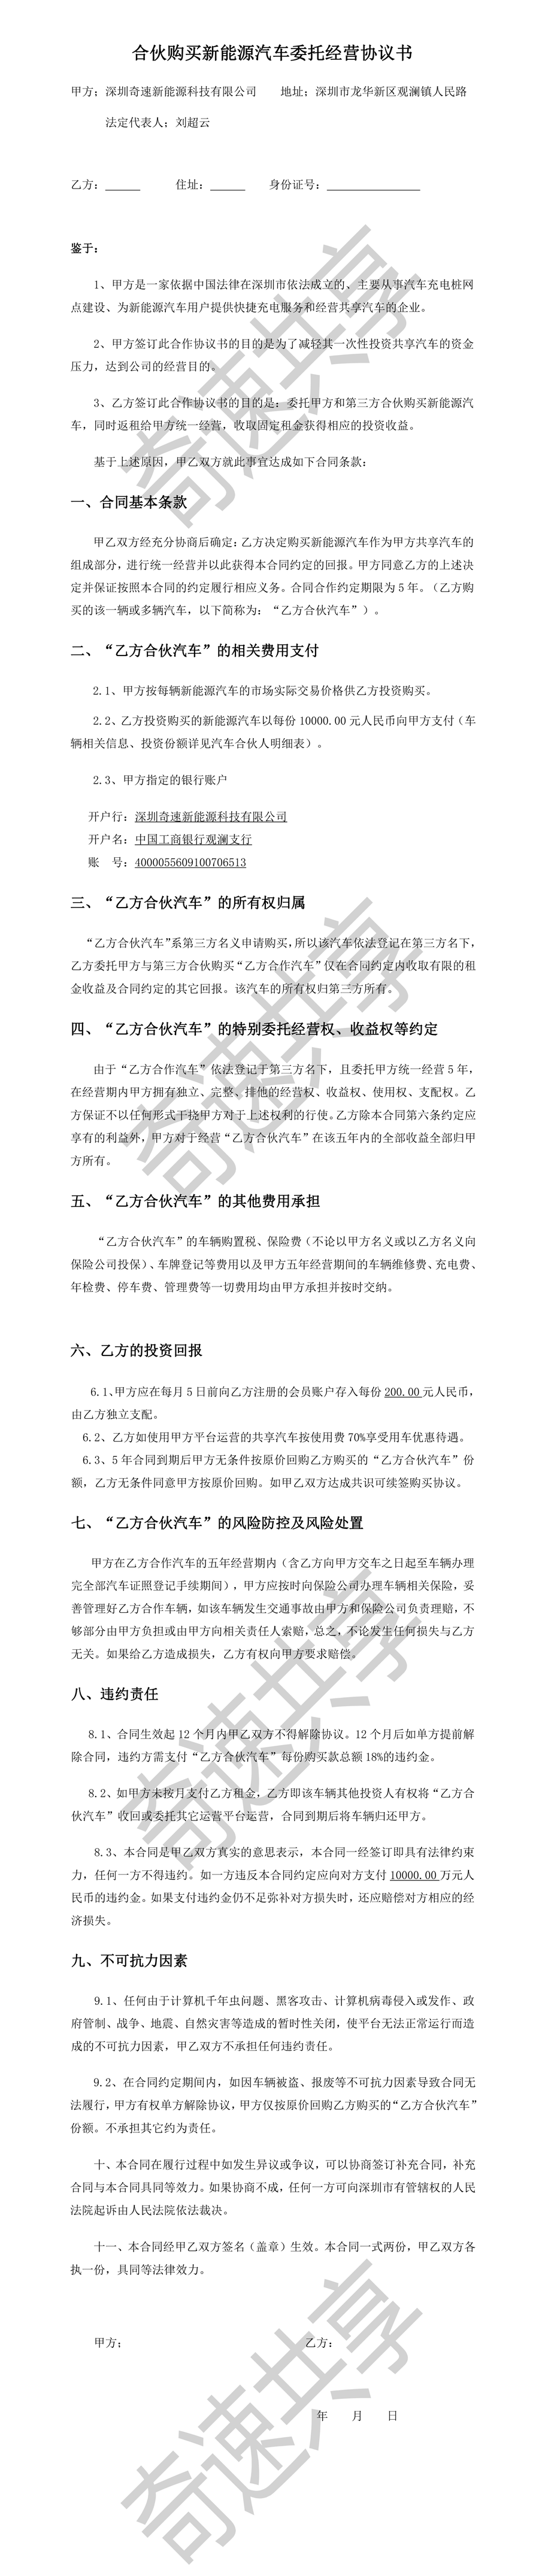 合伙购买新能源汽车委托经营协议书
甲方：深圳奇速新能源科技有限公司 地址：深圳市龙华新区观澜镇人民路
法定代表人：刘超云
乙方：______ 住址：______ 身份证号：________________
鉴于：
1、甲方是一家依据中国法律在深圳市依法成立的、主要从事汽车充电桩网
点建设、为新能源汽车用户提供快捷充电服务和经营共享汽车的企业。
2、甲方签订此合作协议书的目的是为了减轻其一次性投资共享汽车的资金
压力，达到公司的经营目的。
3、乙方签订此合作协议书的目的是：委托甲方和第三方合伙购买新能源汽
车，同时返租给甲方统一经营，收取固定租金获得相应的投资收益。
基于上述原因，甲乙双方就此事宜达成如下合同条款：
一、合同基本条款
甲乙双方经充分协商后确定：乙方决定购买新能源汽车作为甲方共享汽车的
组成部分，进行统一经营并以此获得本合同约定的回报。甲方同意乙方的上述决
定并保证按照本合同的约定履行相应义务。合同合作约定期限为 5 年。（乙方购
买的该一辆或多辆汽车，以下简称为：“乙方合伙汽车”）。
二、“乙方合伙汽车”的相关费用支付
2.1、甲方按每辆新能源汽车的市场实际交易价格供乙方投资购买。
2.2、乙方投资购买的新能源汽车以每份 10000.00 元人民币向甲方支付（车
辆相关信息、投资份额详见汽车合伙人明细表）。
2.3、甲方指定的银行账户
开户行：深圳奇速新能源科技有限公司
开户名：中国工商银行观澜支行
账 号：4000055609100706513
三、“乙方合伙汽车”的所有权归属
“乙方合伙汽车”系第三方名义申请购买，所以该汽车依法登记在第三方名下，
乙方委托甲方与第三方合伙购买“乙方合作汽车”仅在合同约定内收取有限的租
金收益及合同约定的其它回报。该汽车的所有权归第三方所有。
四、“乙方合伙汽车”的特别委托经营权、收益权等约定
由于“乙方合作汽车”依法登记于第三方名下，且委托甲方统一经营 5 年，
在经营期内甲方拥有独立、完整、排他的经营权、收益权、使用权、支配权。乙
方保证不以任何形式干挠甲方对于上述权利的行使。乙方除本合同第六条约定应
享有的利益外，甲方对于经营“乙方合伙汽车”在该五年内的全部收益全部归甲
方所有。
五、“乙方合伙汽车”的其他费用承担
“乙方合伙汽车”的车辆购置税、保险费（不论以甲方名义或以乙方名义向
保险公司投保）、车牌登记等费用以及甲方五年经营期间的车辆维修费、充电费、
年检费、停车费、管理费等一切费用均由甲方承担并按时交纳。
六、乙方的投资回报
6.1、甲方应在每月 5 日前向乙方注册的会员账户存入每份 200.00 元人民币，
由乙方独立支配。
6.2、乙方如使用甲方平台运营的共享汽车按使用费 70%享受用车优惠待遇。
6.3、5 年合同到期后甲方无条件按原价回购乙方购买的“乙方合伙汽车”份
额，乙方无条件同意甲方按原价回购。如甲乙双方达成共识可续签购买协议。
七、“乙方合伙汽车”的风险防控及风险处置
甲方在乙方合作汽车的五年经营期内（含乙方向甲方交车之日起至车辆办理
完全部汽车证照登记手续期间），甲方应按时向保险公司办理车辆相关保险，妥
善管理好乙方合作车辆，如该车辆发生交通事故由甲方和保险公司负责理赔，不
够部分由甲方负担或由甲方向相关责任人索赔，总之，不论发生任何损失与乙方
无关。如果给乙方造成损失，乙方有权向甲方要求赔偿。
八、违约责任
8.1、合同生效起 12 个月内甲乙双方不得解除协议。12 个月后如单方提前解
除合同，违约方需支付“乙方合伙汽车”每份购买款总额 18%的违约金。
8.2、如甲方未按月支付乙方租金，乙方即该车辆其他投资人有权将“乙方合
伙汽车”收回或委托其它运营平台运营，合同到期后将车辆归还甲方。
8.3、本合同是甲乙双方真实的意思表示，本合同一经签订即具有法律约束
力，任何一方不得违约。如一方违反本合同约定应向对方支付 10000.00 万元人
民币的违约金。如果支付违约金仍不足弥补对方损失时，还应赔偿对方相应的经
济损失。
九、不可抗力因素
9.1、任何由于计算机千年虫问题、黑客攻击、计算机病毒侵入或发作、政
府管制、战争、地震、自然灾害等造成的暂时性关闭，使平台无法正常运行而造
成的不可抗力因素，甲乙双方不承担任何违约责任。
9.2、在合同约定期间内，如因车辆被盗、报废等不可抗力因素导致合同无
法履行，甲方有权单方解除协议，甲方仅按原价回购乙方购买的“乙方合伙汽车”
份额。不承担其它约为责任。
十、本合同在履行过程中如发生异议或争议，可以协商签订补充合同，补充
合同与本合同具同等效力。如果协商不成，任何一方可向深圳市有管辖权的人民
法院起诉由人民法院依法裁决。
十一、本合同经甲乙双方签名（盖章）生效。本合同一式两份，甲乙双方各
执一份，具同等法律效力。
甲方： 乙方：
年 月 日
奇速共享
奇速共享
奇速共享
奇速共享